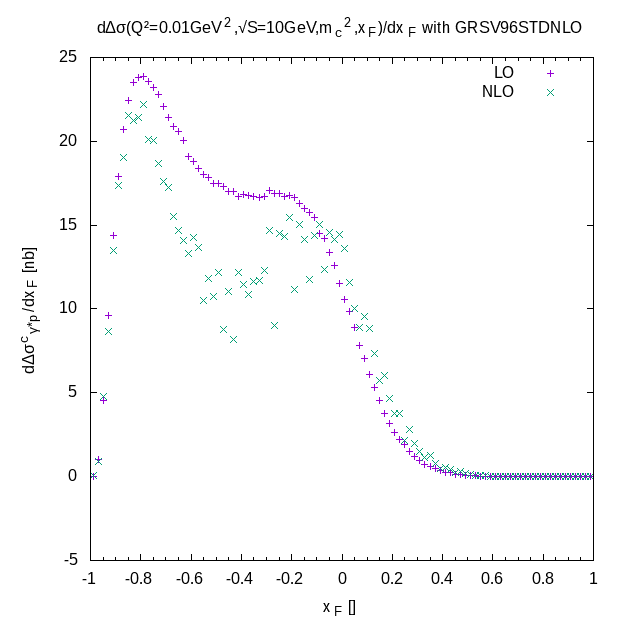 dΔσ(Q²=0.01GeV²,√S=10GeV,m_c²,x_F)/dx_F with GRSV96STDNLO
25
LO
NLO
20
15
dΔσ^c_γ*p/dx_F [nb]
10
5
0
-5
-1 -0.8 -0.6 -0.4 -0.2 0 0.2 0.4 0.6 0.8 1
x_F []